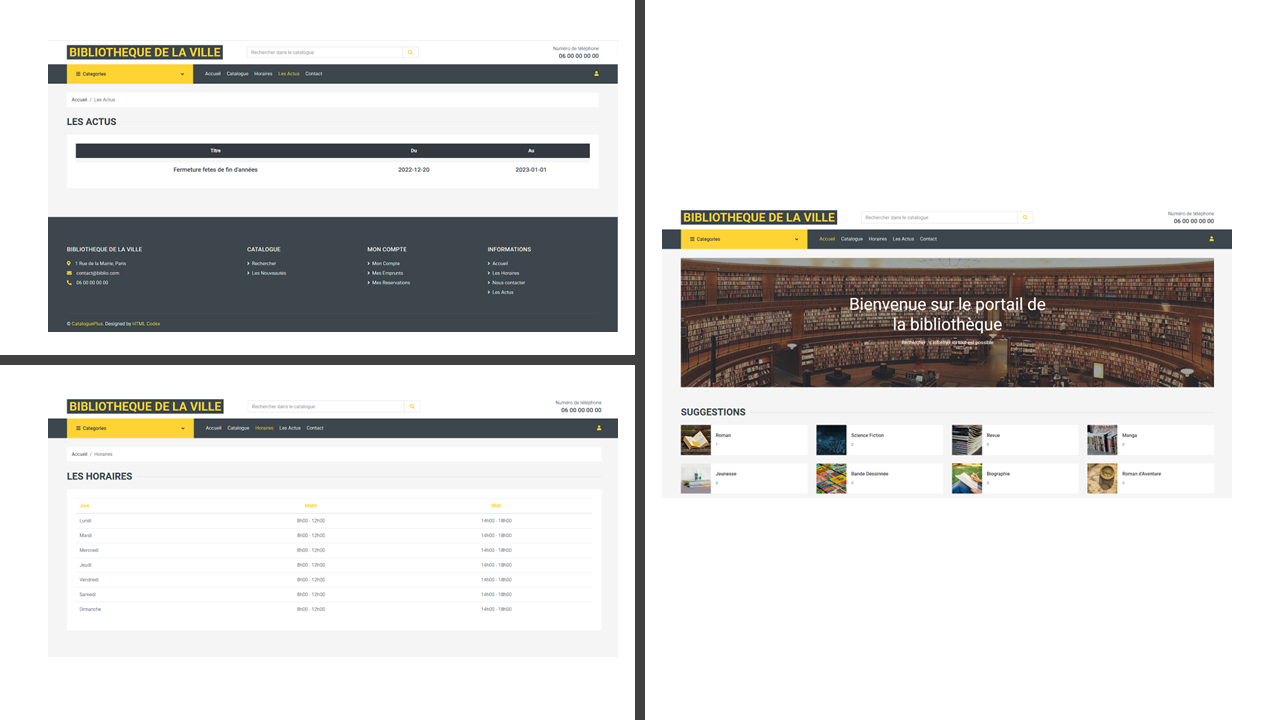 BIBLIOTHEQUE DE LA VILLE
Rechercher dans le catalogue
Numéro de téléphone
06 00 00 00 00
Categories
Accueil Catalogue Horaires Les Actus Contact
Accueil / Les Actus
LES ACTUS
Titre Du Au
Fermeture fetes de fin d'années 2022-12-20 2023-01-01
BIBLIOTHEQUE DE LA VILLE
1 Rue de la Mairie, Paris
contact@biblio.com
06 00 00 00 00
CATALOGUE
Rechercher
Les Nouveautés
MON COMPTE
Mon Compte
Mes Emprunts
Mes Reservations
INFORMATIONS
Accueil
Les Horaires
Nous contacter
Les Actus
© CataloguePlus. Designed by HTML Codex
BIBLIOTHEQUE DE LA VILLE
Rechercher dans le catalogue
Numéro de téléphone
06 00 00 00 00
Categories
Accueil Catalogue Horaires Les Actus Contact
Accueil / Horaires
LES HORAIRES
Jour Matin Midi
Lundi 8h00 - 12h00 14h00 - 18h00
Mardi 8h00 - 12h00 14h00 - 18h00
Mercredi 8h00 - 12h00 14h00 - 18h00
Jeudi 8h00 - 12h00 14h00 - 18h00
Vendredi 8h00 - 12h00 14h00 - 18h00
Samedi 8h00 - 12h00 14h00 - 18h00
Dimanche 8h00 - 12h00 14h00 - 18h00
BIBLIOTHEQUE DE LA VILLE
Rechercher dans le catalogue
Numéro de téléphone
06 00 00 00 00
Categories
Accueil Catalogue Horaires Les Actus Contact
Bienvenue sur le portail de
la bibliothèque
Rechercher, s'informer où tout est possible
SUGGESTIONS
Roman
1
Science Fiction
0
Revue
0
Manga
0
Jeunesse
0
Bande Dessinnée
0
Biographie
0
Roman d'Aventure
0